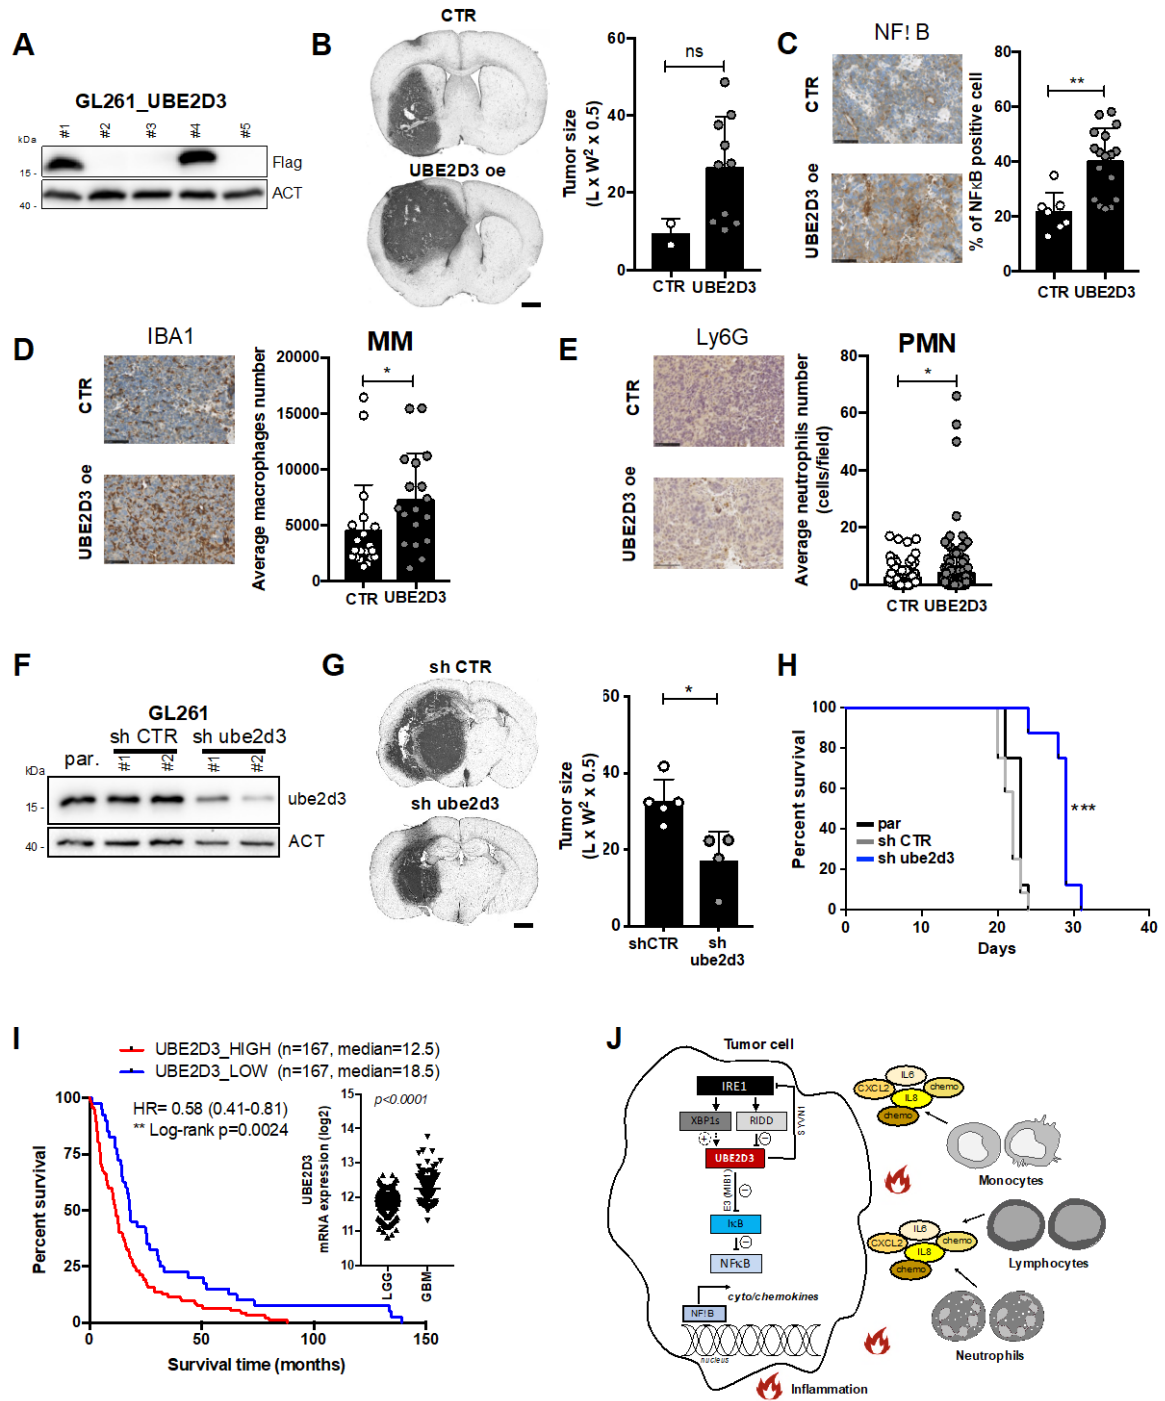 A
GL261_UBE2D3
kDa
#1
#2
#3
#4
#5
15 -
Flag
40 -
ACT
B
CTR
UBE2D3 oe
Tumor size
(L x W² x 0.5)
60
40
20
0
ns
CTR
UBE2D3
C
NF! B
CTR
UBE2D3 oe
% of NFκB positive cell
80
60
40
20
0
**
CTR
UBE2D3
D
IBA1
CTR
UBE2D3 oe
MM
Average macrophages number
20000
15000
10000
5000
0
*
CTR
UBE2D3
E
Ly6G
CTR
UBE2D3 oe
PMN
Average neutrophils number
(cells/field)
80
60
40
20
0
*
CTR
UBE2D3
F
GL261
par.
sh CTR
sh ube2d3
#1
#2
#1
#2
kDa
15 -
ube2d3
40 -
ACT
G
sh CTR
sh ube2d3
Tumor size
(L x W² x 0.5)
60
40
20
0
*
shCTR
sh
ube2d3
H
Percent survival
100
80
60
40
20
0
par
sh CTR
sh ube2d3
***
0
10
20
30
40
Days
I
UBE2D3_HIGH (n=167, median=12.5)
UBE2D3_LOW (n=167, median=18.5)
HR= 0.58 (0.41-0.81)
** Log-rank p=0.0024
Percent survival
100
75
50
25
0
0
50
100
150
Survival time (months)
UBE2D3
mRNA expression (log2)
15
14
13
12
11
10
p<0.0001
LGG
GBM
J
Tumor cell
IRE1
XBP1s
RIDD
SYVN1
+
−
UBE2D3
E3 (MIB1)
−
IκB
−
NFκB
cyto/chemokines
NF! B
nucleus
Inflammation
IL6
CXCL2
chemo
IL8
chemo
Monocytes
IL6
CXCL2
chemo
IL8
chemo
Lymphocytes
Neutrophils